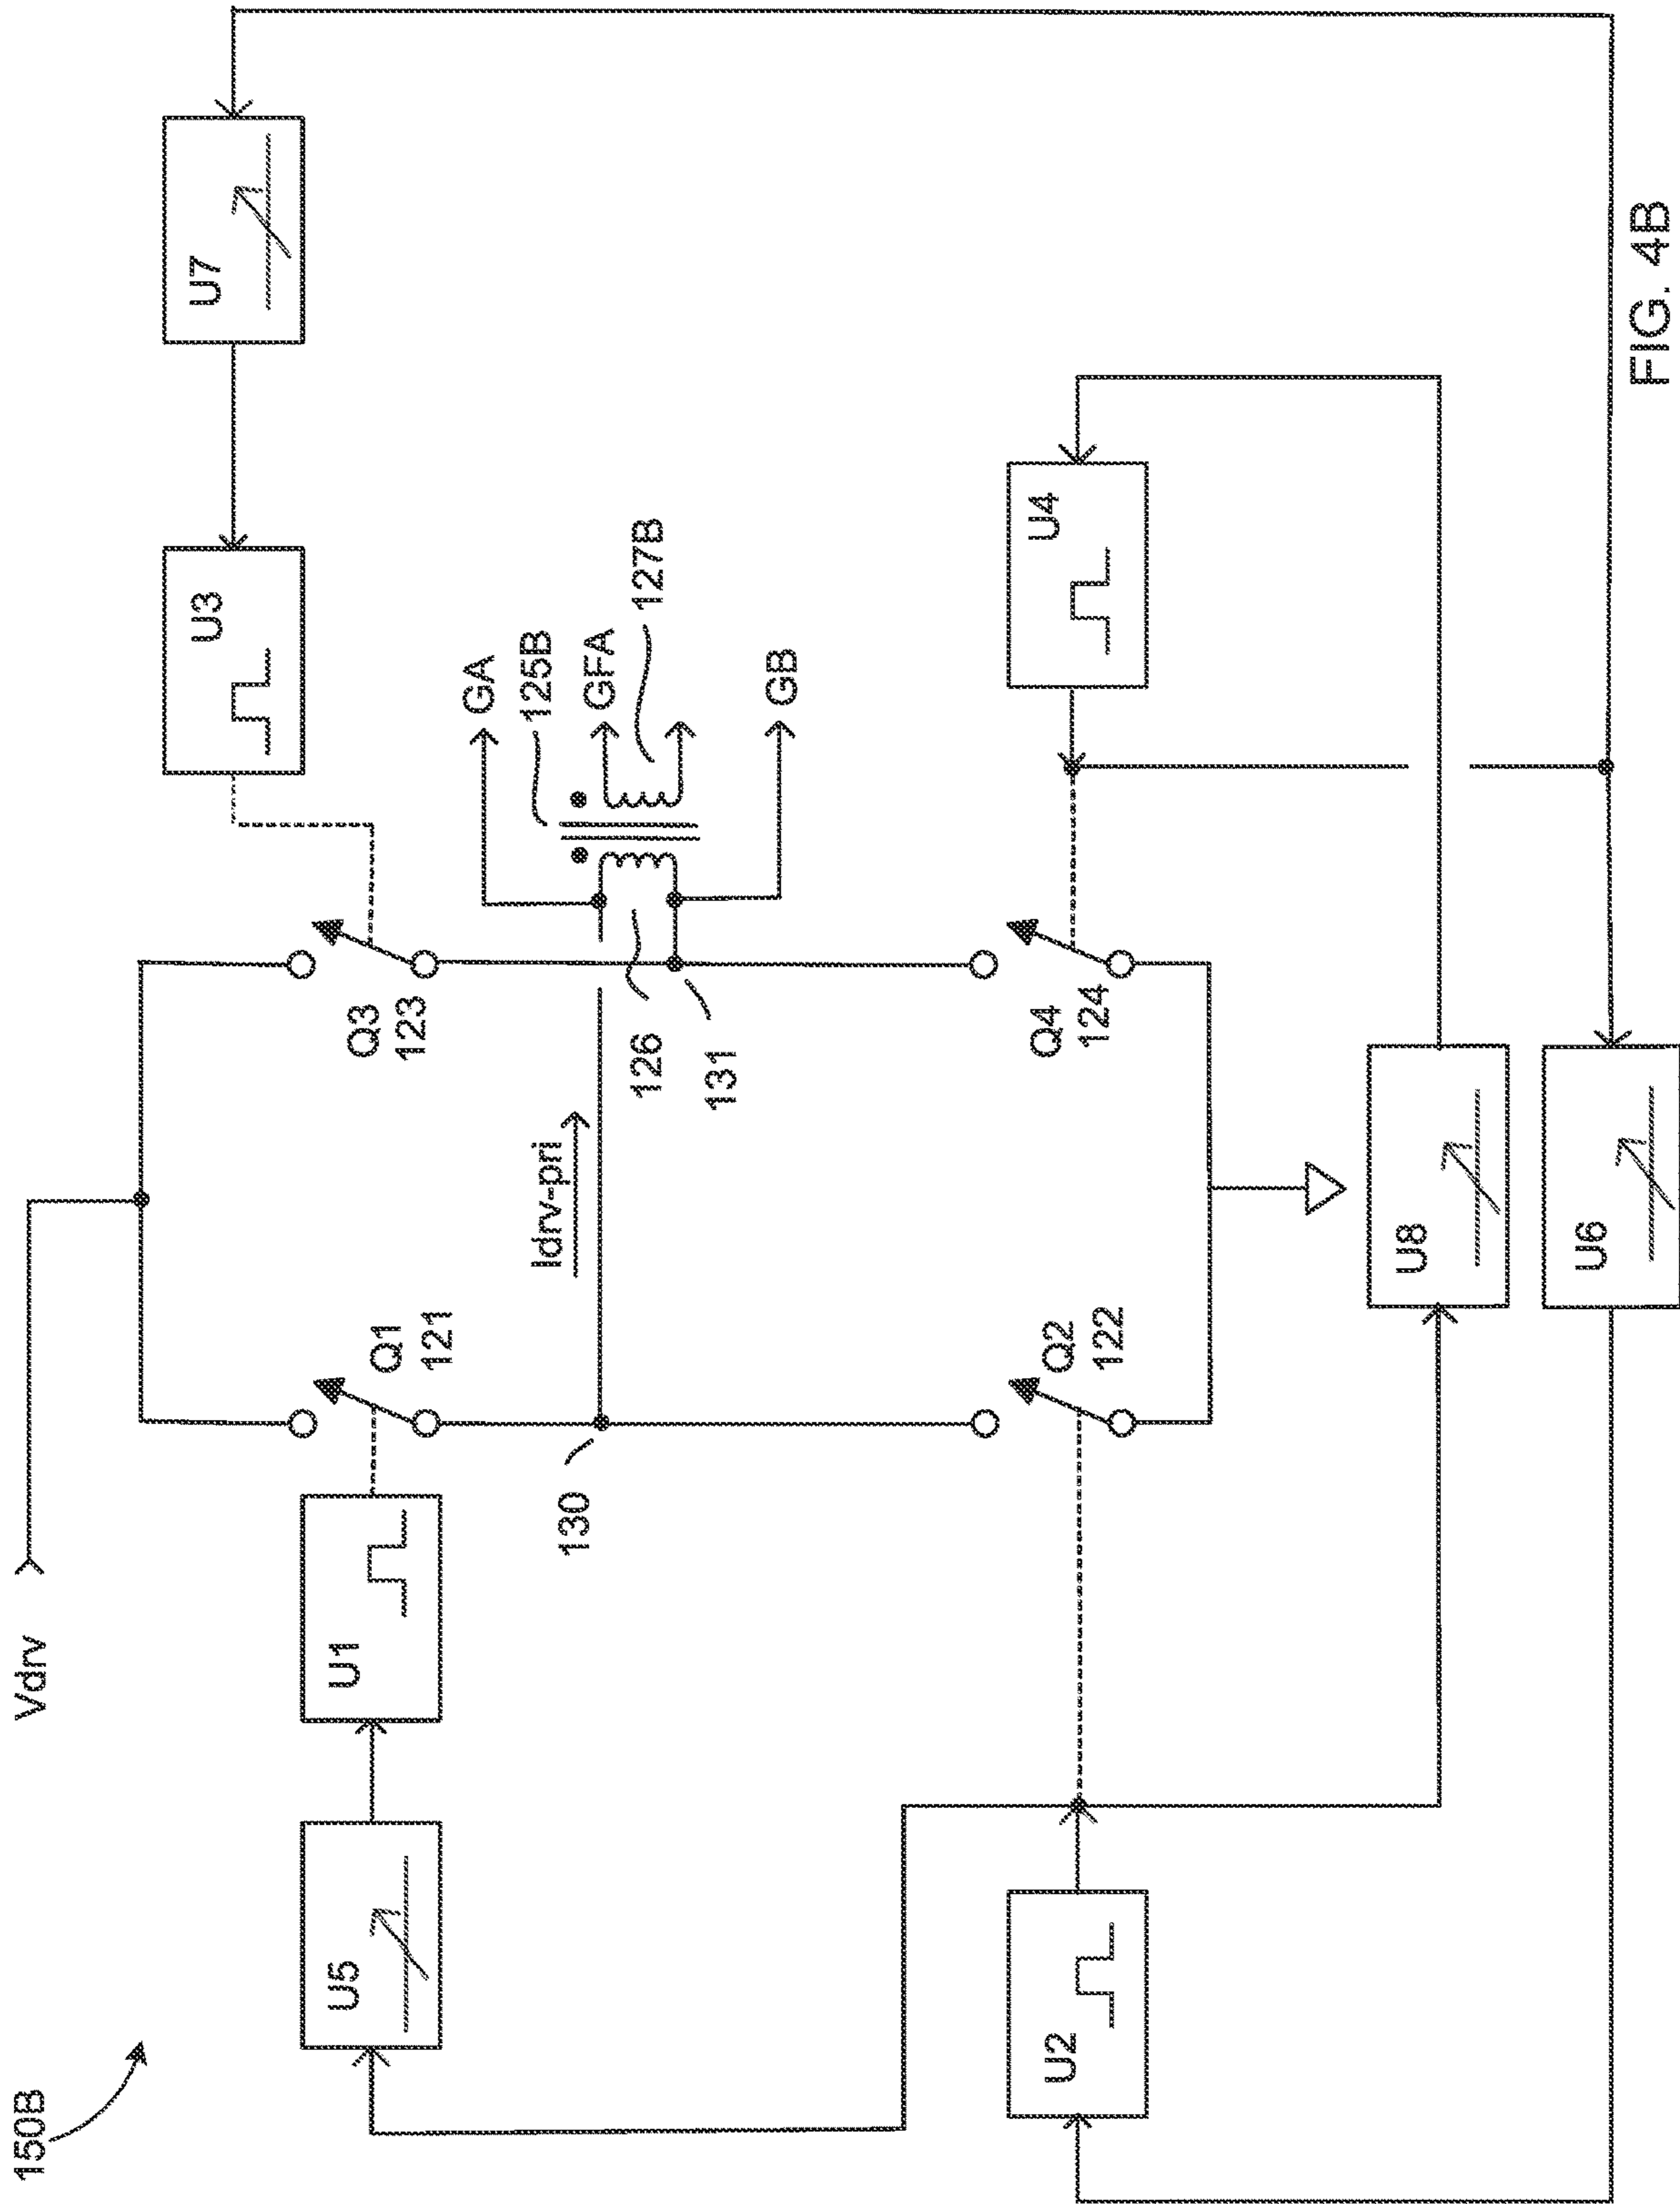 150B
Vdrv
U5
U1
Q1
121
Q3
123
U3
U7
130
Idrv-pri
126
131
GA
125B
GFA
127B
GB
U2
Q2
122
Q4
124
U4
U8
U6
FIG. 4B